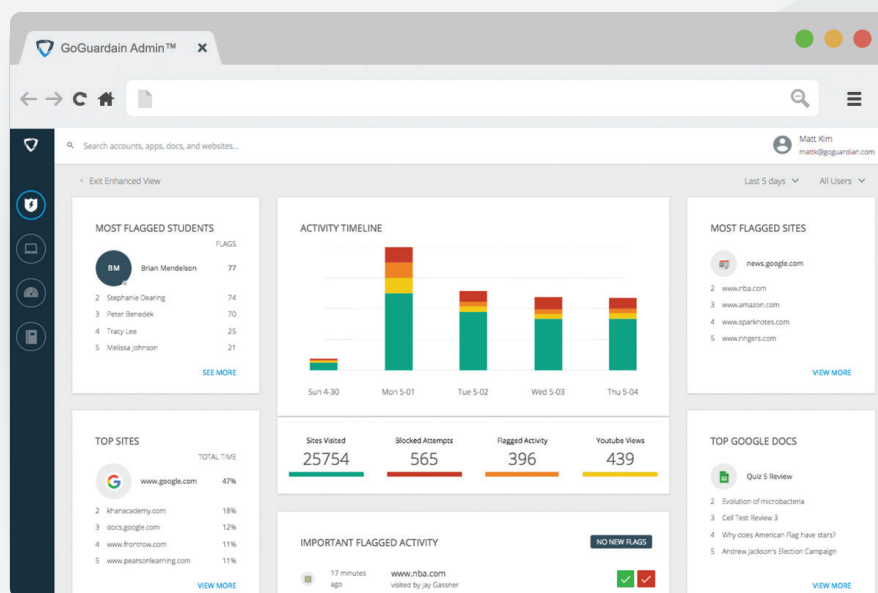 GoGuardain Admin™
Search accounts, apps, docs, and websites...
Matt Kim
mattk@goguardian.com
Exit Enhanced View
Last 5 days
All Users
MOST FLAGGED STUDENTS
FLAGS
BM Brian Mendelson 77
2 Stephanie Dearing 74
3 Peter Benedek 70
4 Tracy Lee 25
5 Melissa Johnson 21
SEE MORE
ACTIVITY TIMELINE
Sun 4-30 Mon 5-01 Tue 5-02 Wed 5-03 Thu 5-04
Sites Visited Blocked Attempts Flagged Activity Youtube Views
25754 565 396 439
MOST FLAGGED SITES
news.google.com
2 www.nba.com
3 www.amazon.com
4 www.sparknotes.com
5 www.ringers.com
VIEW MORE
TOP SITES
TOTAL TIME
G www.google.com 47%
2 khanacademy.com 18%
3 docs.google.com 12%
4 www.frontrow.com 11%
5 www.pearsonlearning.com 11%
VIEW MORE
IMPORTANT FLAGGED ACTIVITY
NO NEW FLAGS
17 minutes ago
www.nba.com
visited by Jay Gassner
TOP GOOGLE DOCS
Quiz 5 Review
2 Evolution of microbacteria
3 Cell Test Review 3
4 Why does American Flag have stars?
5 Andrew Jackson's Election Campaign
VIEW MORE